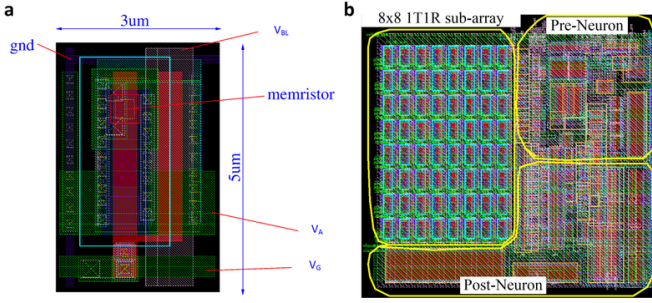 a
3um
gnd
V_BL
memristor
5um
V_A
V_G
b
8x8 1T1R sub-array
Pre-Neuron
Post-Neuron